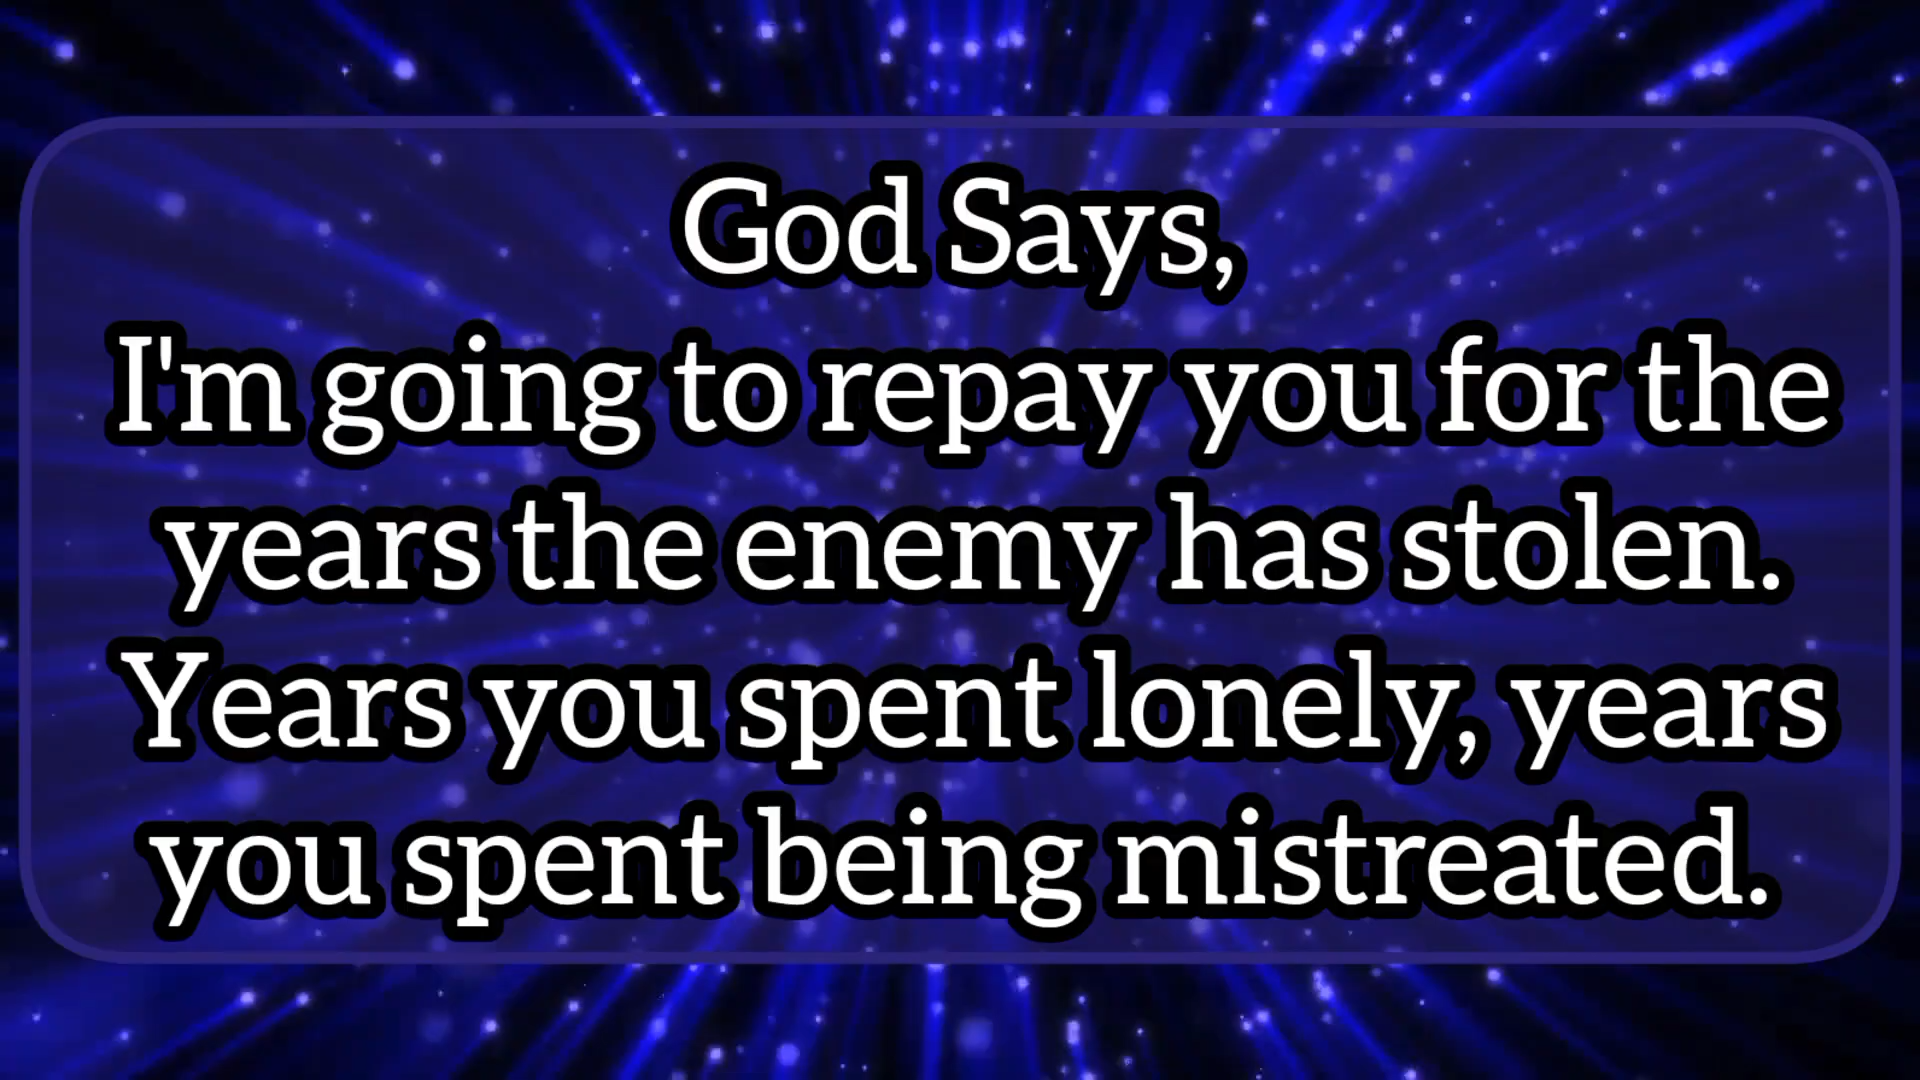 God Says,
I'm going to repay you for the
years the enemy has stolen.
Years you spent lonely, years
you spent being mistreated.